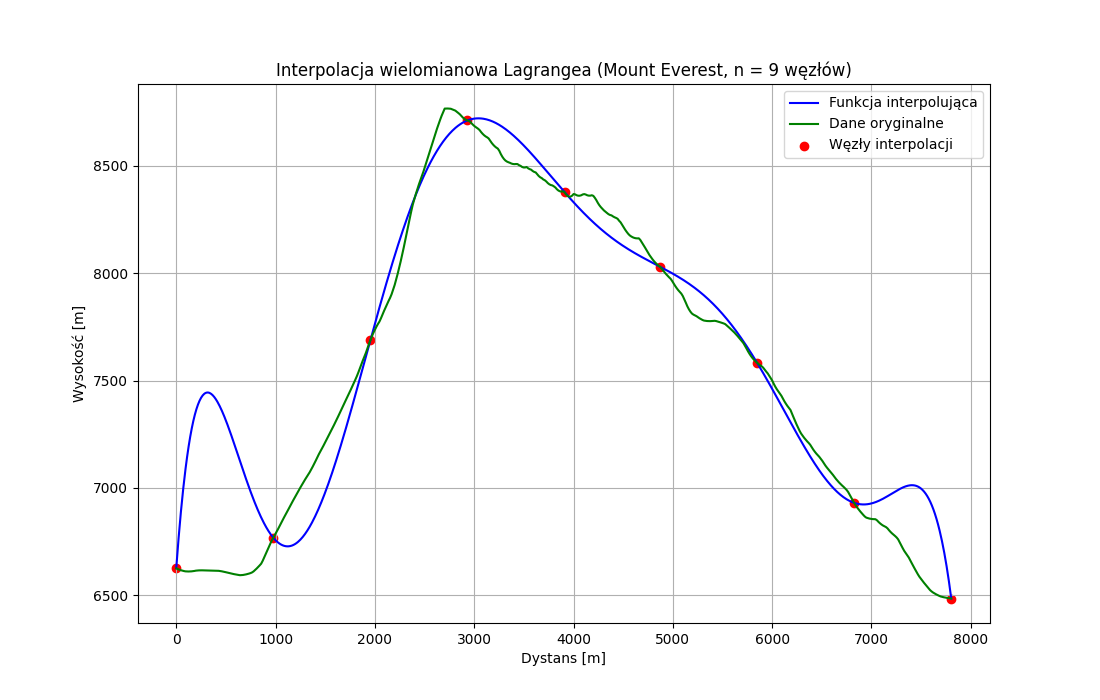 Interpolacja wielomianowa Lagrangea (Mount Everest, n = 9 węzłów)
Funkcja interpolująca
Dane oryginalne
Węzły interpolacji
Wysokość [m]
8500
8000
7500
7000
6500
0 1000 2000 3000 4000 5000 6000 7000 8000
Dystans [m]